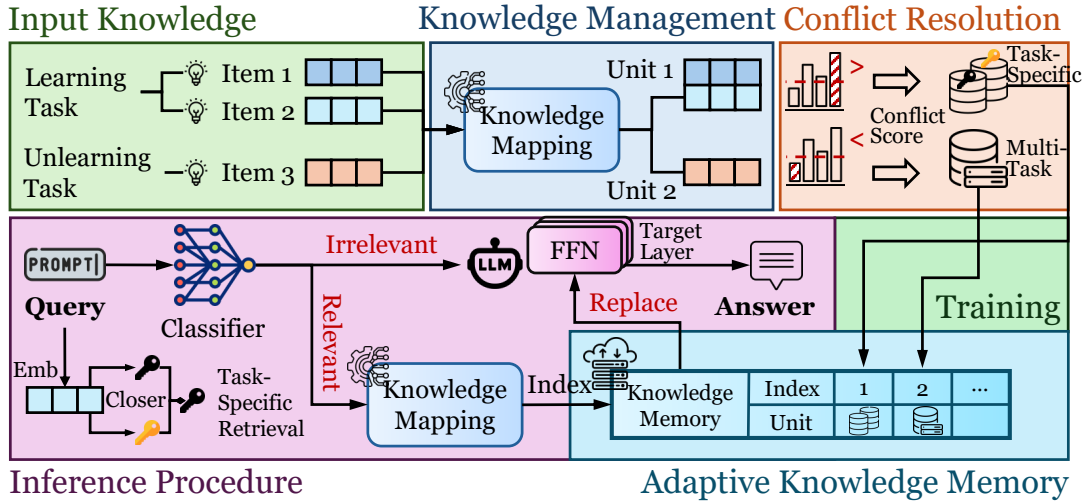 Input Knowledge
Knowledge Management
Conflict Resolution
Learning
Task
Item 1
Item 2
Unlearning
Task
Item 3
Knowledge
Mapping
Unit 1
Unit 2
>
<
Conflict
Score
Task-
Specific
Multi-
Task
PROMPT
Query
Classifier
Irrelevant
Relevant
LLM
FFN
Target
Layer
Answer
Replace
Training
Emb
Closer
Task-
Specific
Retrieval
Knowledge
Mapping
Index
Knowledge
Memory
Index 1 2 ...
Unit
Inference Procedure
Adaptive Knowledge Memory